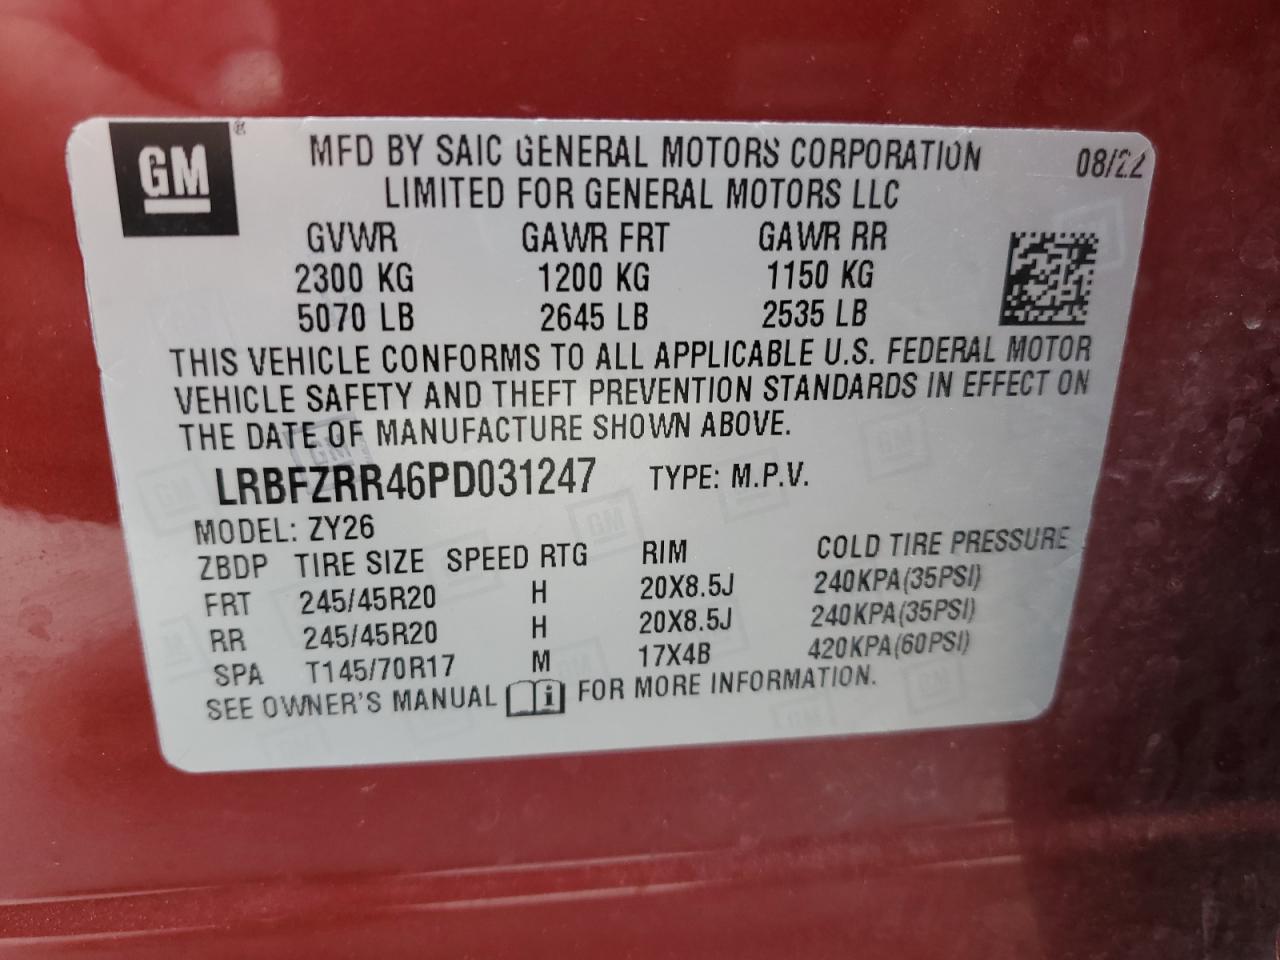 GM ®
MFD BY SAIC GENERAL MOTORS CORPORATION 08/22
LIMITED FOR GENERAL MOTORS LLC
GVWR GAWR FRT GAWR RR
2300 KG 1200 KG 1150 KG
5070 LB 2645 LB 2535 LB
THIS VEHICLE CONFORMS TO ALL APPLICABLE U.S. FEDERAL MOTOR
VEHICLE SAFETY AND THEFT PREVENTION STANDARDS IN EFFECT ON
THE DATE OF MANUFACTURE SHOWN ABOVE.
LRBFZRR46PD031247 TYPE: M.P.V.
MODEL: ZY26
ZBDP TIRE SIZE SPEED RTG RIM COLD TIRE PRESSURE
FRT 245/45R20 H 20X8.5J 240KPA(35PSI)
RR 245/45R20 H 20X8.5J 240KPA(35PSI)
SPA T145/70R17 M 17X4B 420KPA(60PSI)
SEE OWNER'S MANUAL i FOR MORE INFORMATION.